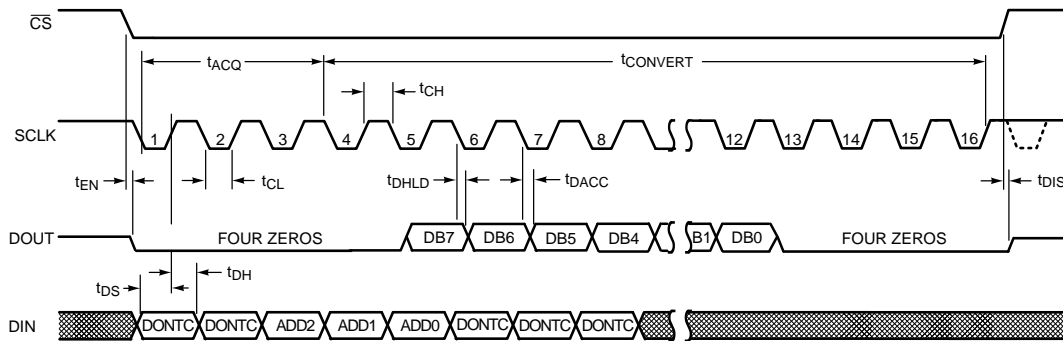 CS
tACQ
tCONVERT
tCH
SCLK
1 2 3 4 5 6 7 8 12 13 14 15 16
tEN
tCL
tDHLD
tDACC
tDIS
DOUT
FOUR ZEROS
DB7 DB6 DB5 DB4 B1 DB0
FOUR ZEROS
tDS
tDH
DIN
DONTC DONTC ADD2 ADD1 ADD0 DONTC DONTC DONTC